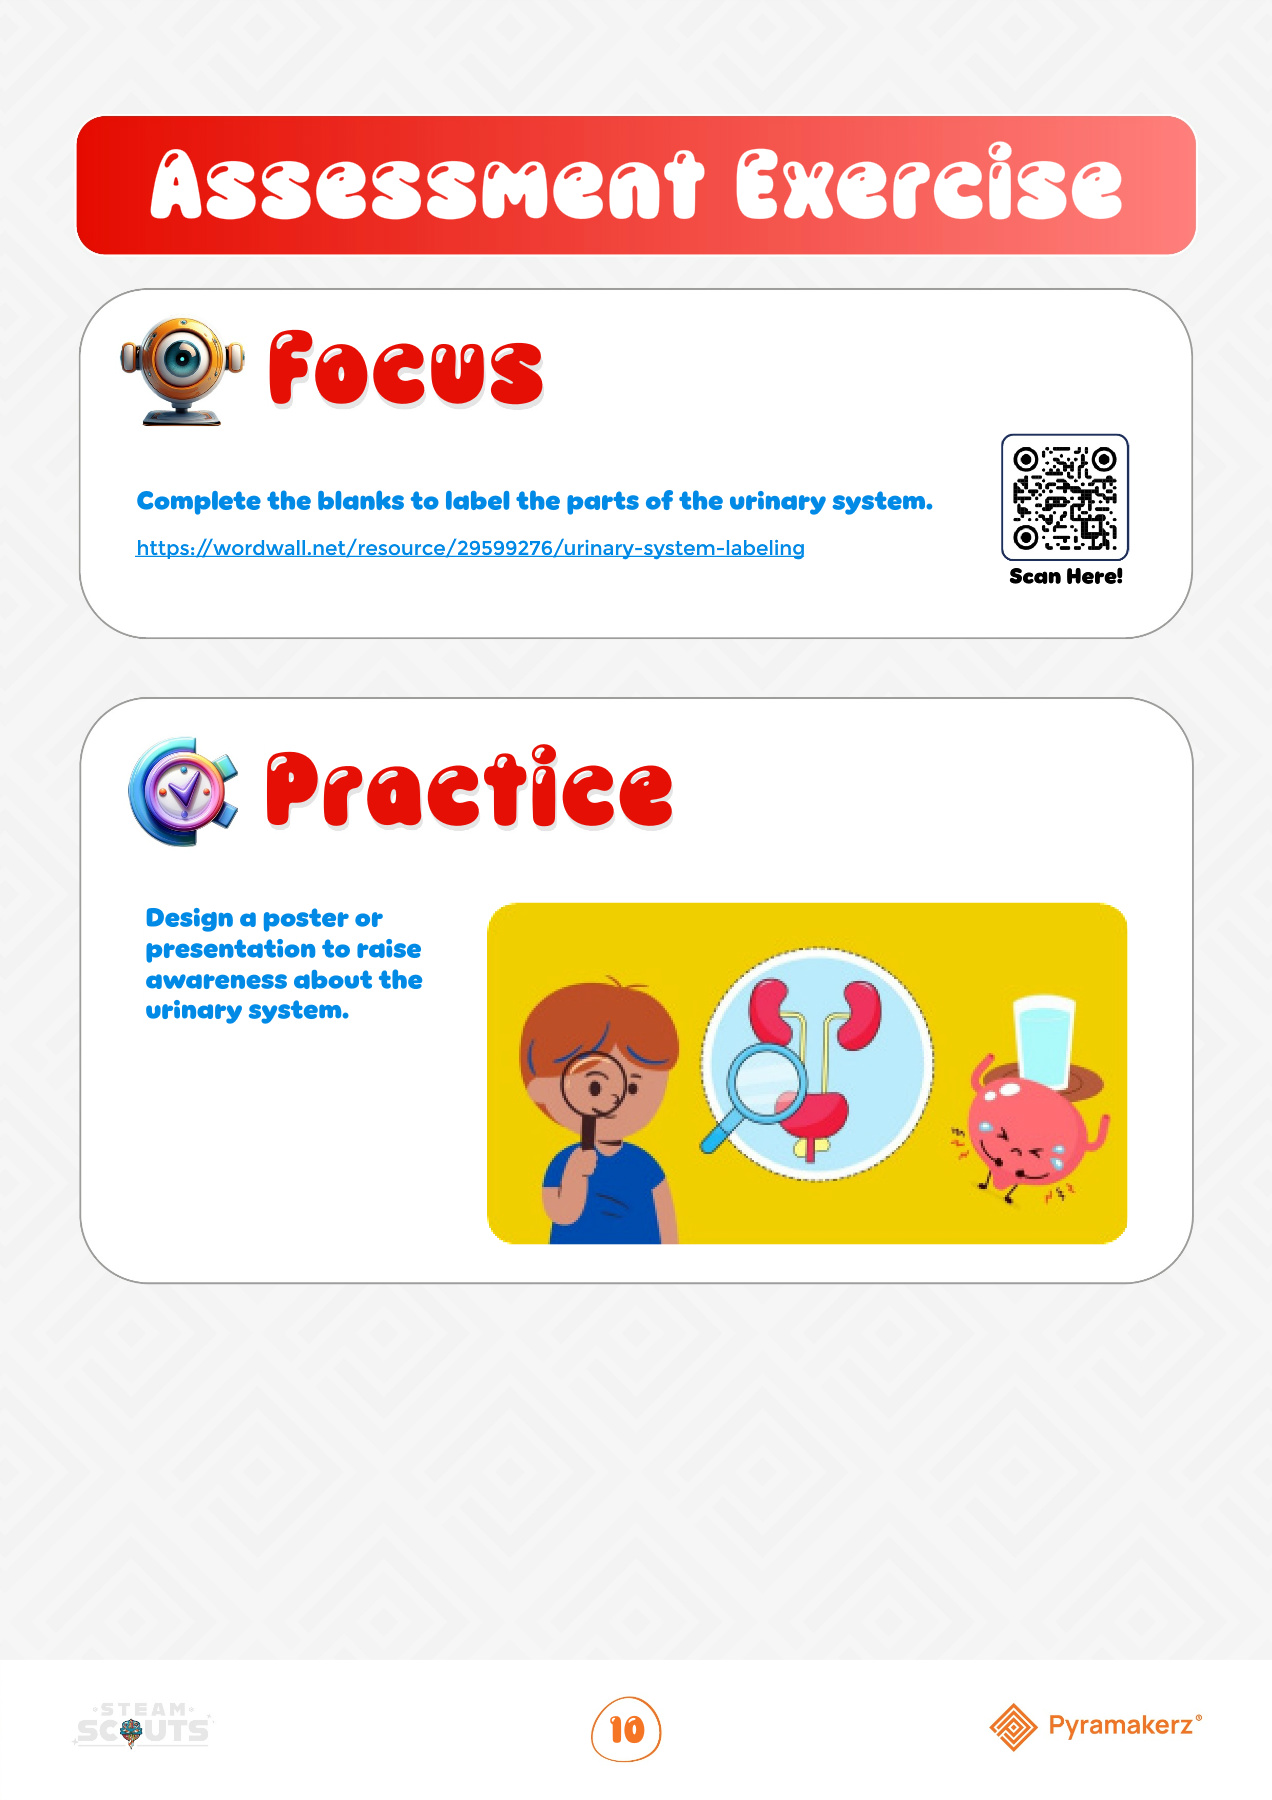 Assessment Exercise
Focus
Complete the blanks to label the parts of the urinary system.
https://wordwall.net/resource/29599276/urinary-system-labeling
Scan Here!
Practice
Design a poster or
presentation to raise
awareness about the
urinary system.
STEAM
SCOUTS
10
Pyramakerz®